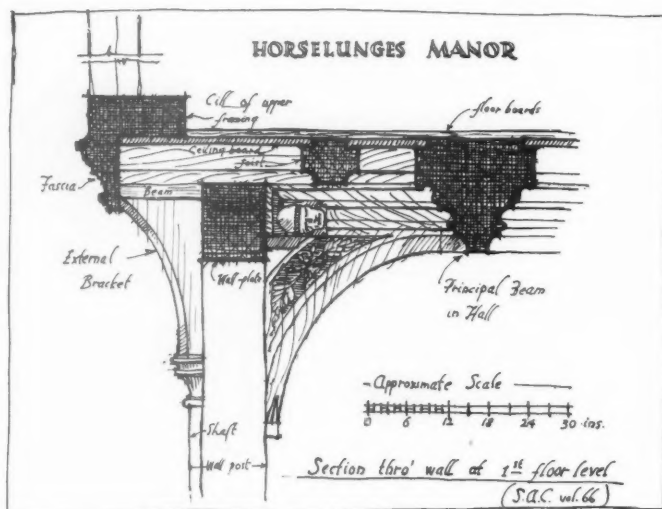 HORSELUNGES MANOR
Cill of upper
framing
floor boards
Ceiling board
joist
Fascia
Beam
External
Bracket
Wall-plate
Principal Beam
in Hall
Approximate Scale
0 6 12 18 24 30 ins.
Shaft
Wall post
Section thro' wall at 1st floor level
(S.A.C. vol. 66)